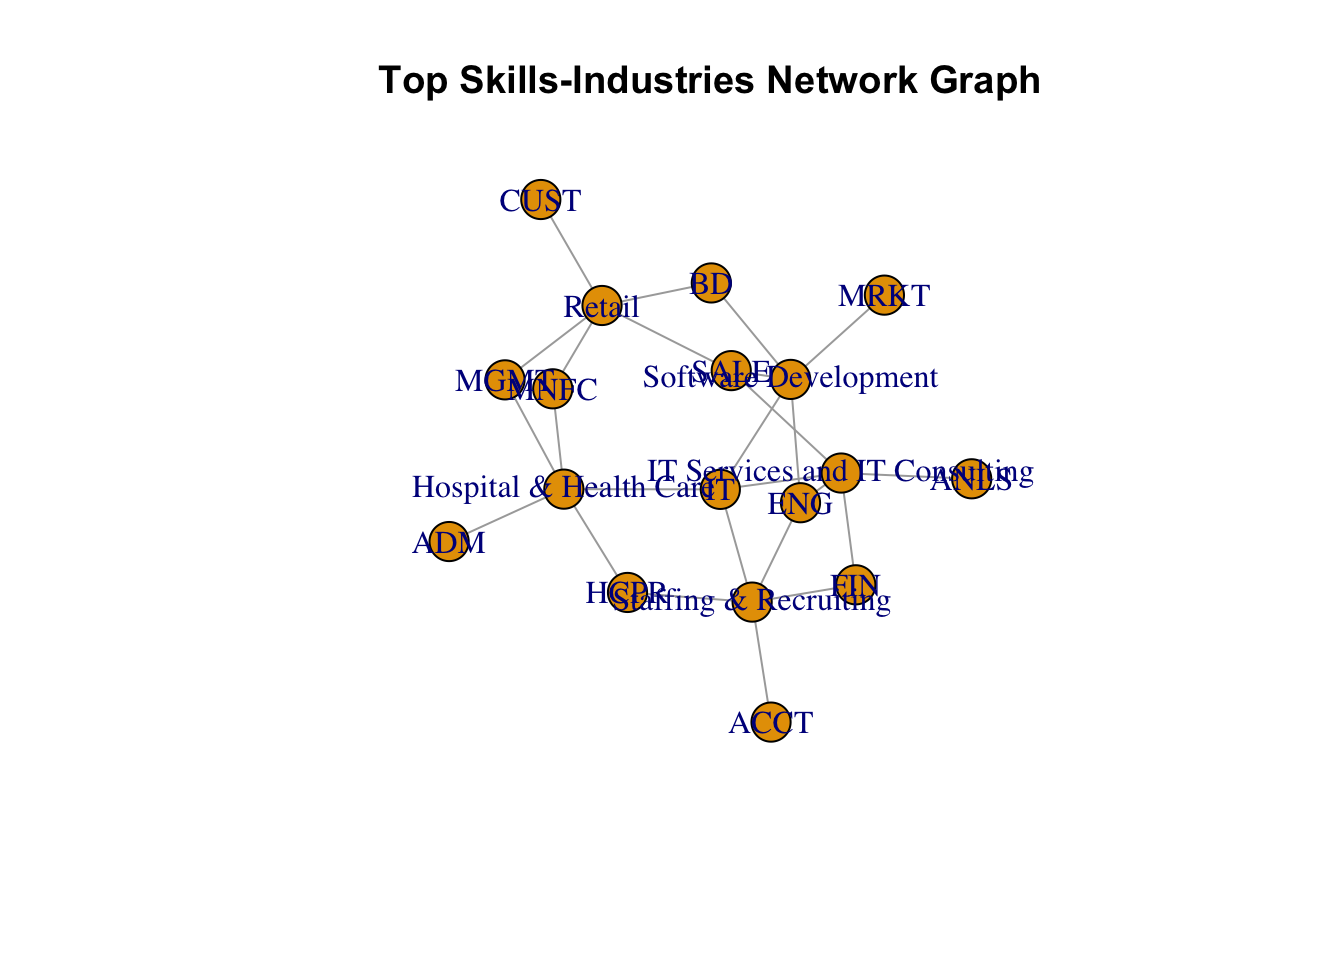 Top Skills-Industries Network Graph
CUST
BD
MRKT
Retail
SALE
Software Development
MGMT
MNFC
IT Services and IT Consulting
ANLS
Hospital & Health Care
IT
ENG
ADM
FIN
HCPR
Staffing & Recruiting
ACCT